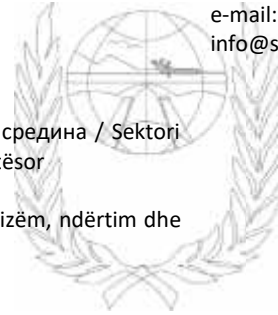 e-mail:
info@s
средина / Sektori
ësor
izëm, ndërtim dhe